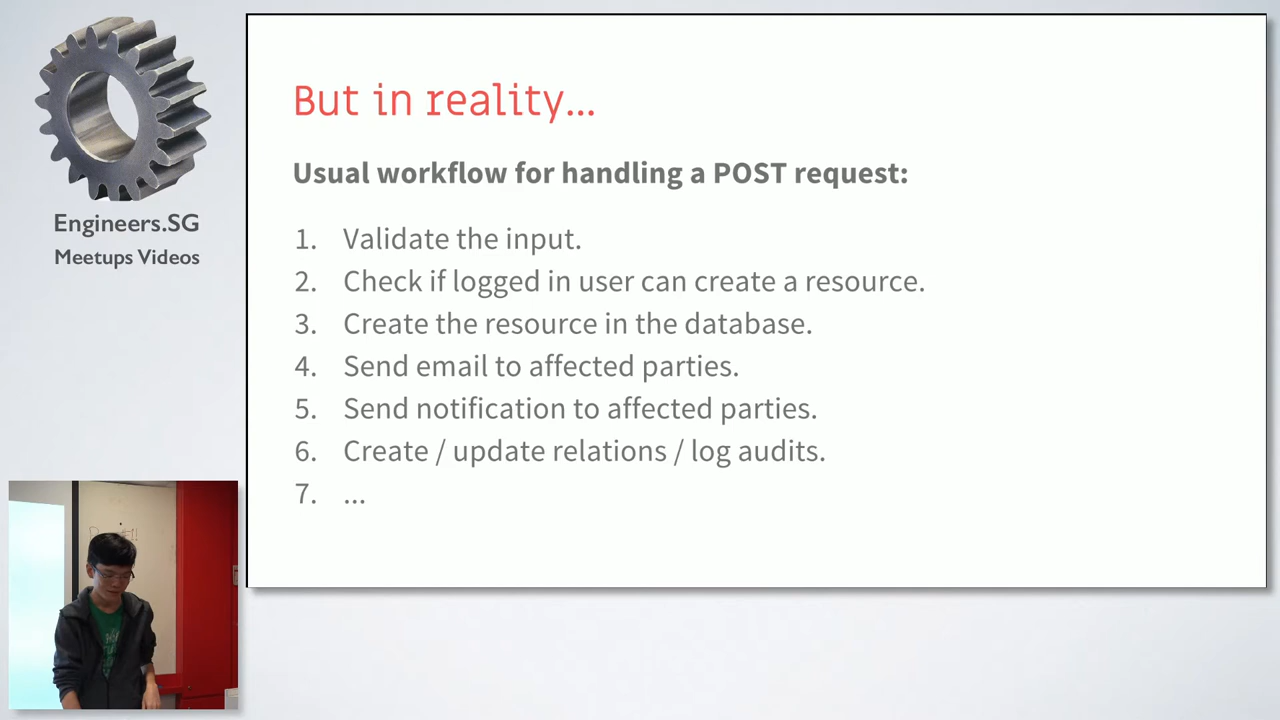 Engineers.SG
Meetups Videos
But in reality...
Usual workflow for handling a POST request:
1. Validate the input.
2. Check if logged in user can create a resource.
3. Create the resource in the database.
4. Send email to affected parties.
5. Send notification to affected parties.
6. Create / update relations / log audits.
7. ...